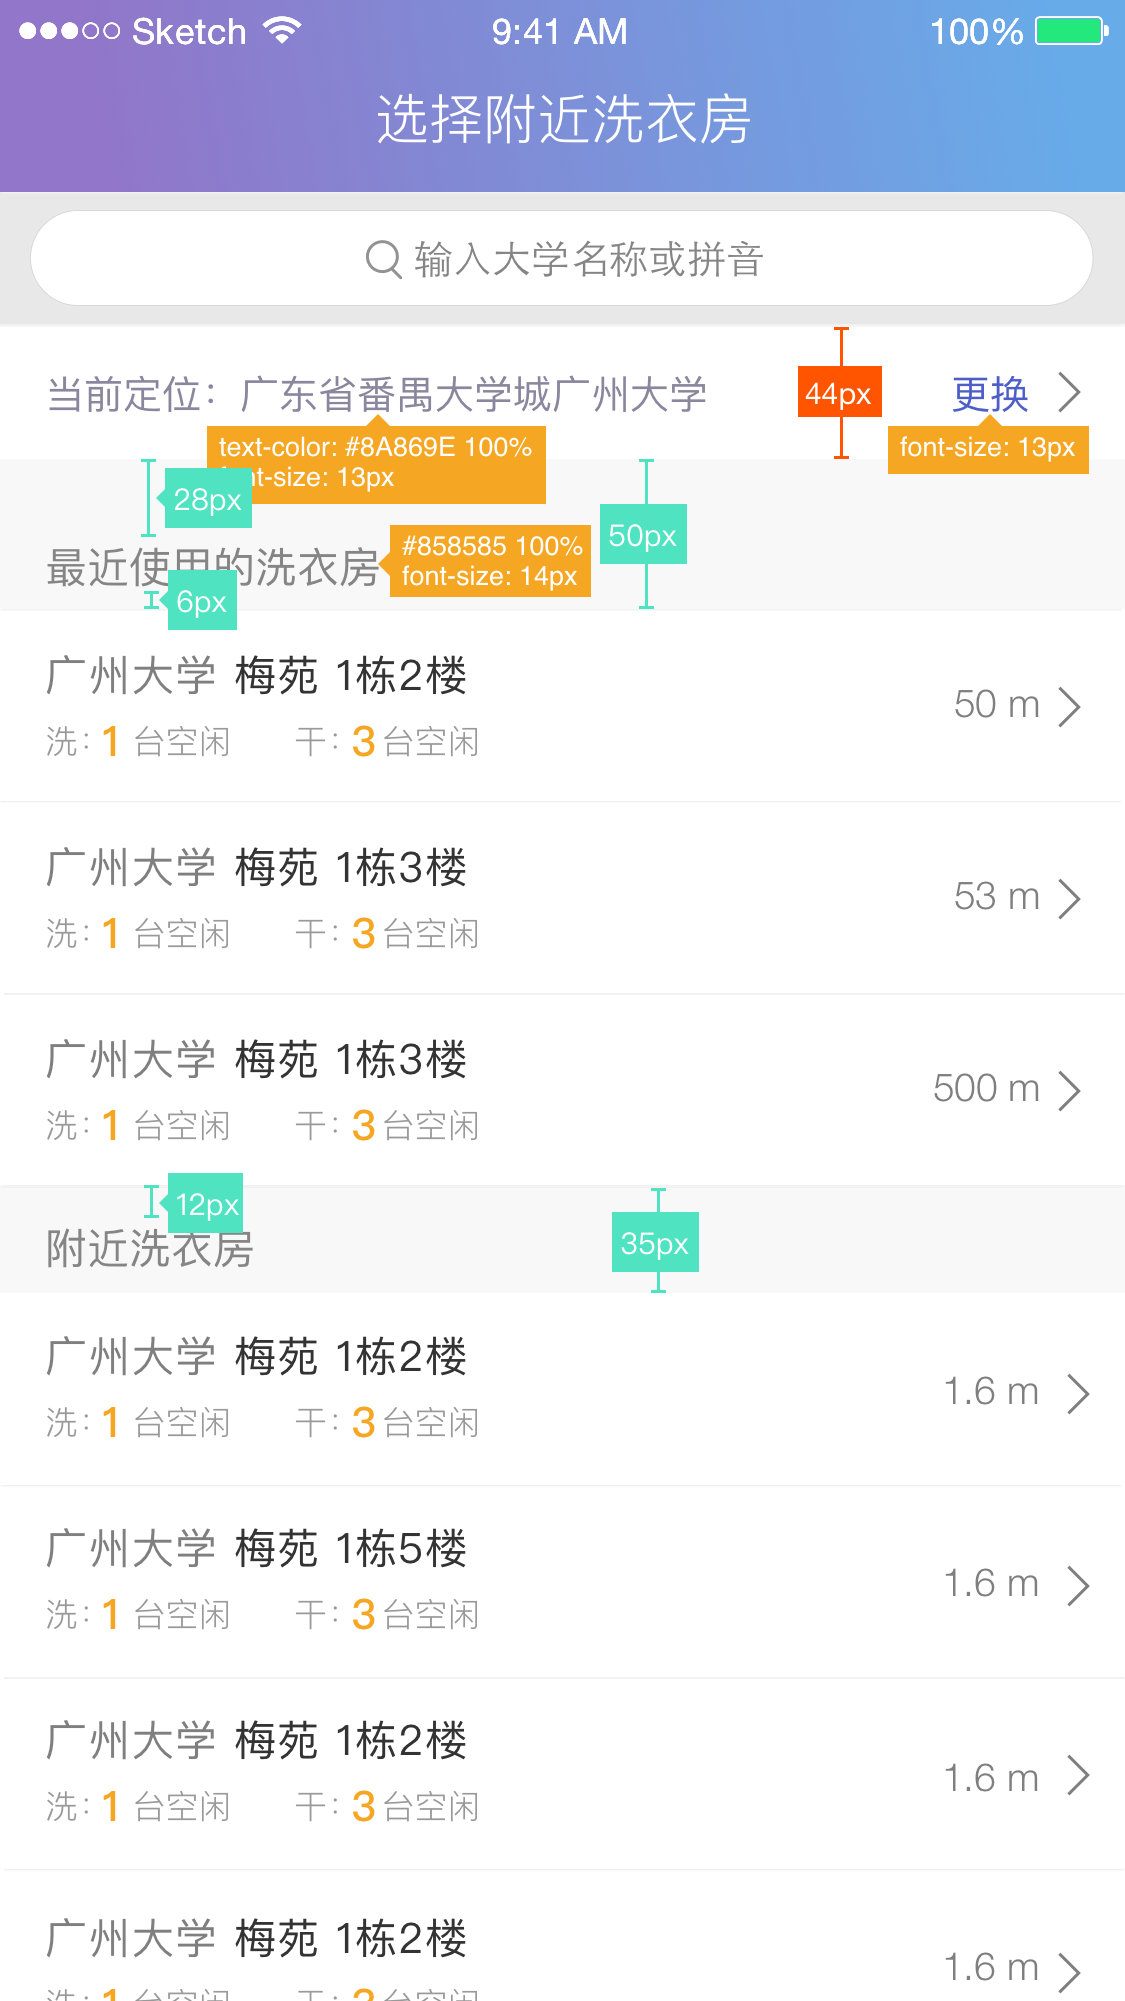 Sketch 9:41 AM 100%
选择附近洗衣房
输入大学名称或拼音
当前定位：广东省番禺大学城广州大学 44px 更换
text-color: #8A869E 100%
nt-size: 13px
font-size: 13px
28px
50px
#858585 100%
font-size: 14px
最近使用的洗衣房
6px
广州大学 梅苑 1栋2楼
50 m
洗：1 台空闲 干：3 台空闲
广州大学 梅苑 1栋3楼
53 m
洗：1 台空闲 干：3 台空闲
广州大学 梅苑 1栋3楼
500 m
洗：1 台空闲 干：3 台空闲
12px
35px
附近洗衣房
广州大学 梅苑 1栋2楼
1.6 m
洗：1 台空闲 干：3 台空闲
广州大学 梅苑 1栋5楼
1.6 m
洗：1 台空闲 干：3 台空闲
广州大学 梅苑 1栋2楼
1.6 m
洗：1 台空闲 干：3 台空闲
广州大学 梅苑 1栋2楼
1.6 m